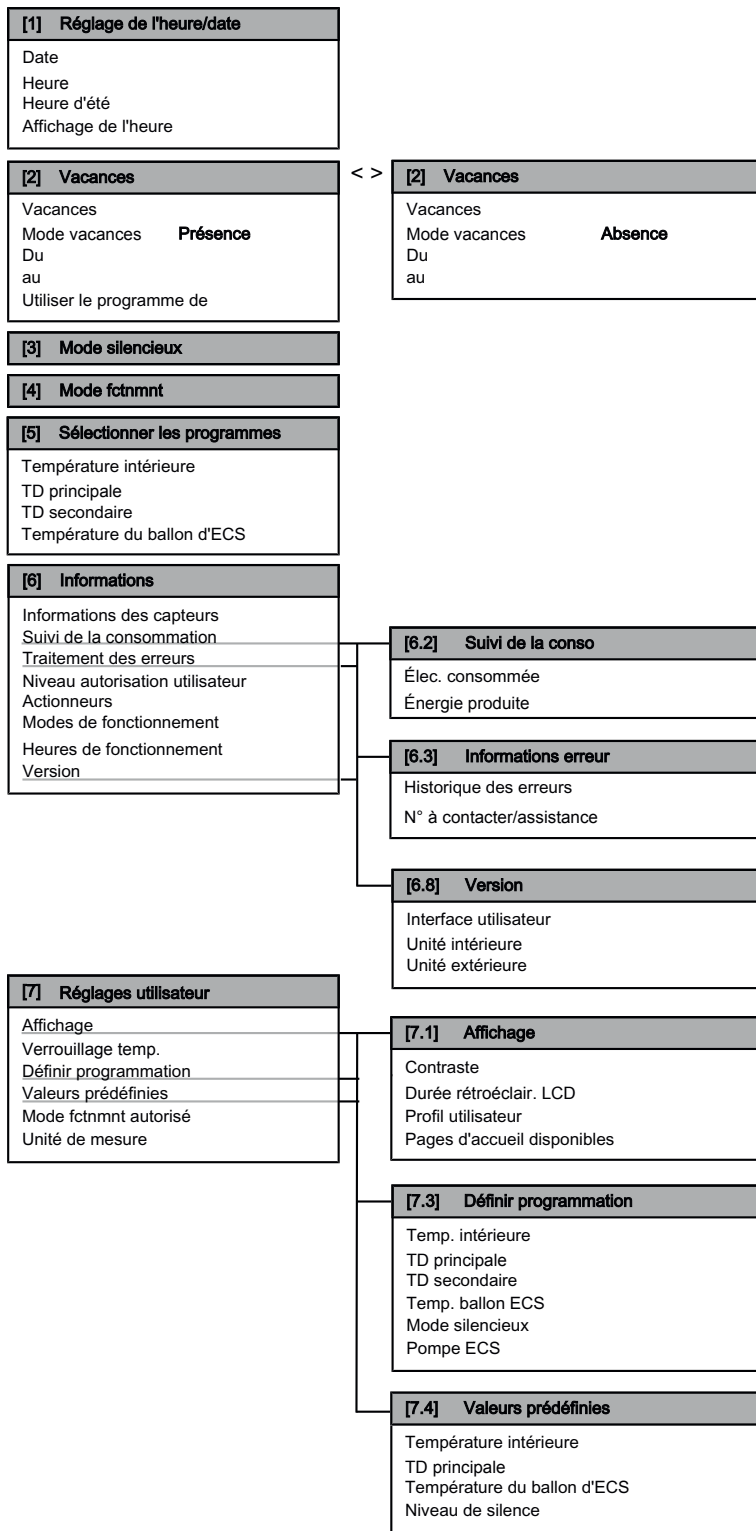 [1] Réglage de l'heure/date
Date
Heure
Heure d'été
Affichage de l'heure
[2] Vacances
Vacances
Mode vacances Présence
Du
au
Utiliser le programme de
< >
[2] Vacances
Vacances
Mode vacances Absence
Du
au
[3] Mode silencieux
[4] Mode fctnmnt
[5] Sélectionner les programmes
Température intérieure
TD principale
TD secondaire
Température du ballon d'ECS
[6] Informations
Informations des capteurs
Suivi de la consommation
Traitement des erreurs
Niveau autorisation utilisateur
Actionneurs
Modes de fonctionnement
Heures de fonctionnement
Version
[6.2] Suivi de la conso
Élec. consommée
Énergie produite
[6.3] Informations erreur
Historique des erreurs
N° à contacter/assistance
[6.8] Version
Interface utilisateur
Unité intérieure
Unité extérieure
[7] Réglages utilisateur
Affichage
Verrouillage temp.
Définir programmation
Valeurs prédéfinies
Mode fctnmnt autorisé
Unité de mesure
[7.1] Affichage
Contraste
Durée rétroéclair. LCD
Profil utilisateur
Pages d'accueil disponibles
[7.3] Définir programmation
Temp. intérieure
TD principale
TD secondaire
Temp. ballon ECS
Mode silencieux
Pompe ECS
[7.4] Valeurs prédéfinies
Température intérieure
TD principale
Température du ballon d'ECS
Niveau de silence